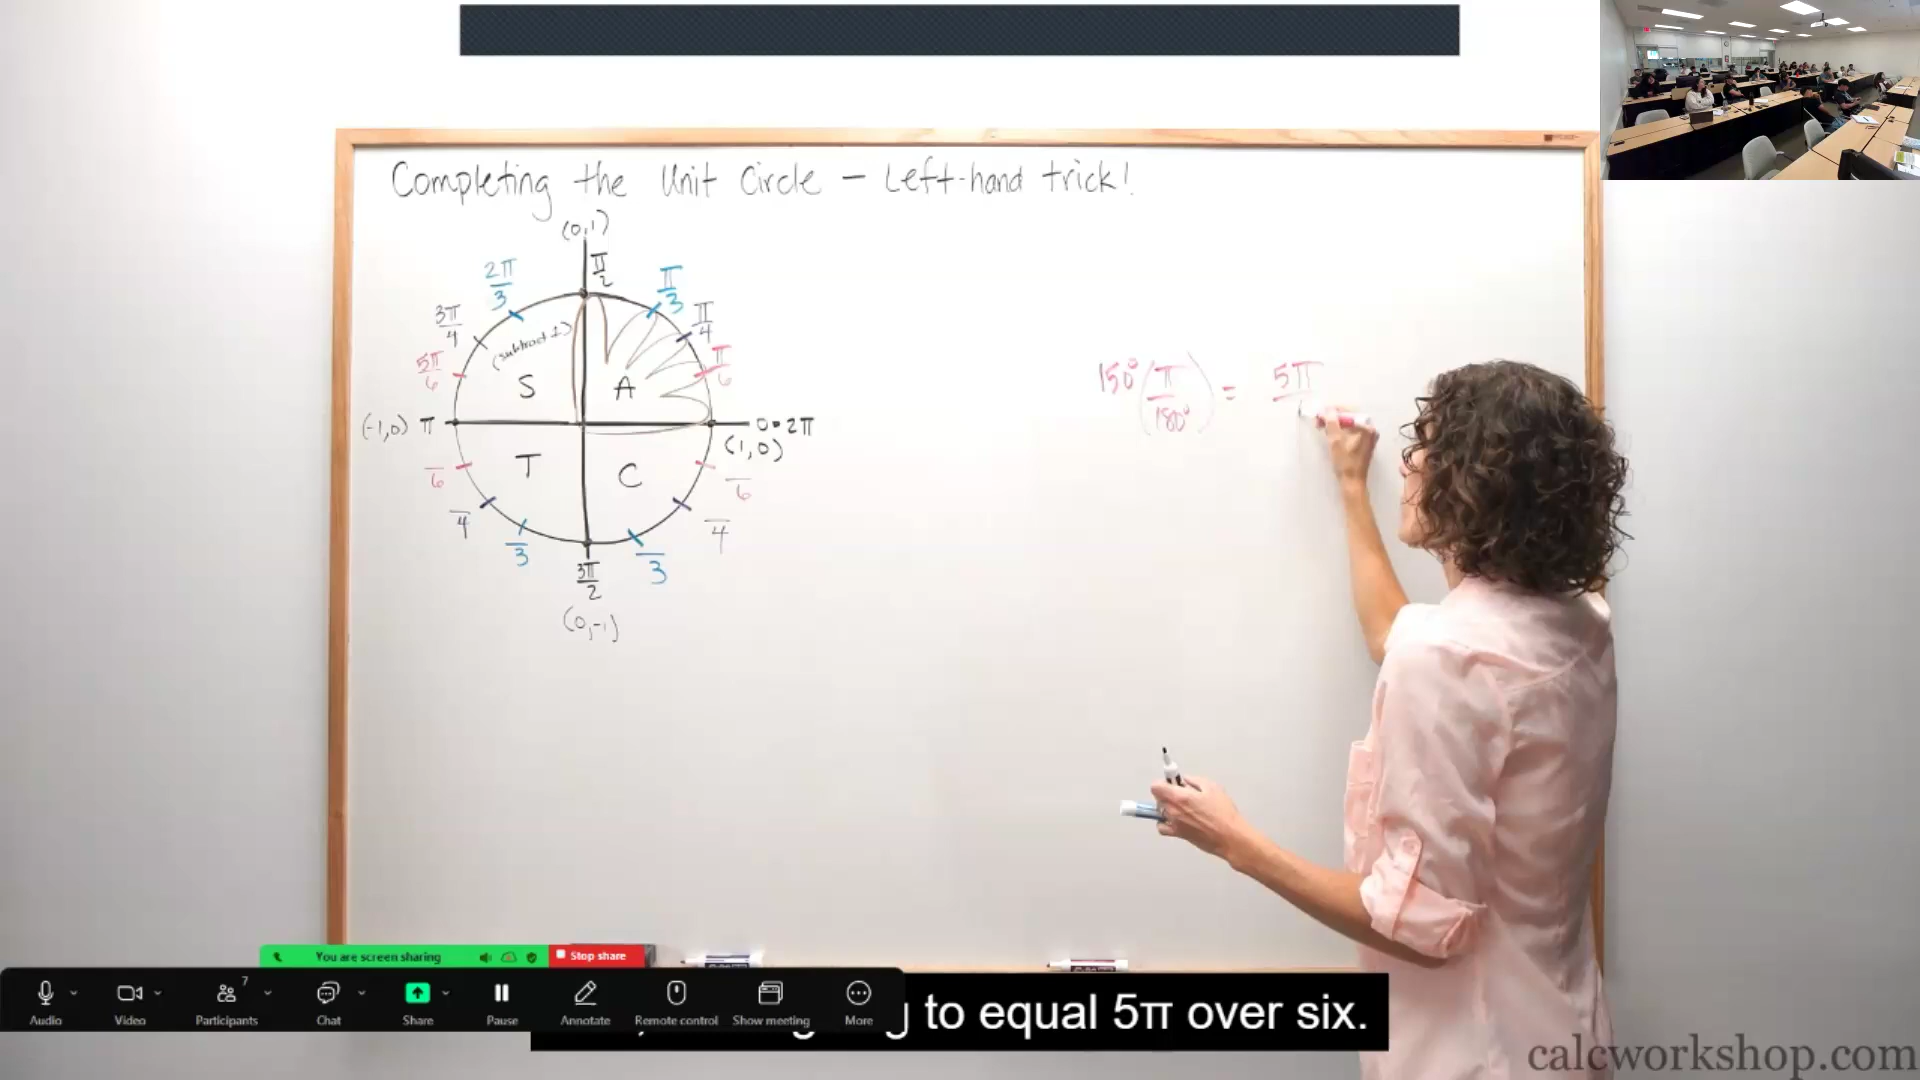 Completing the Unit Circle - Left-hand trick!
(0,1)
π/2
2π/3
π/3
3π/4
π/4
(subtract 1)
5π/6
π/6
S
A
150°(π/180°) = 5π
(-1,0) π
0•2π
(1,0)
T
C
6
6
4
4
3
3
3π/2
(0,-1)
You are screen sharing
Stop share
7
Audio
Video
Participants
Chat
Share
Pause
Annotate
Remote control
Show meeting
More
to equal 5π over six.
calcworkshop.com